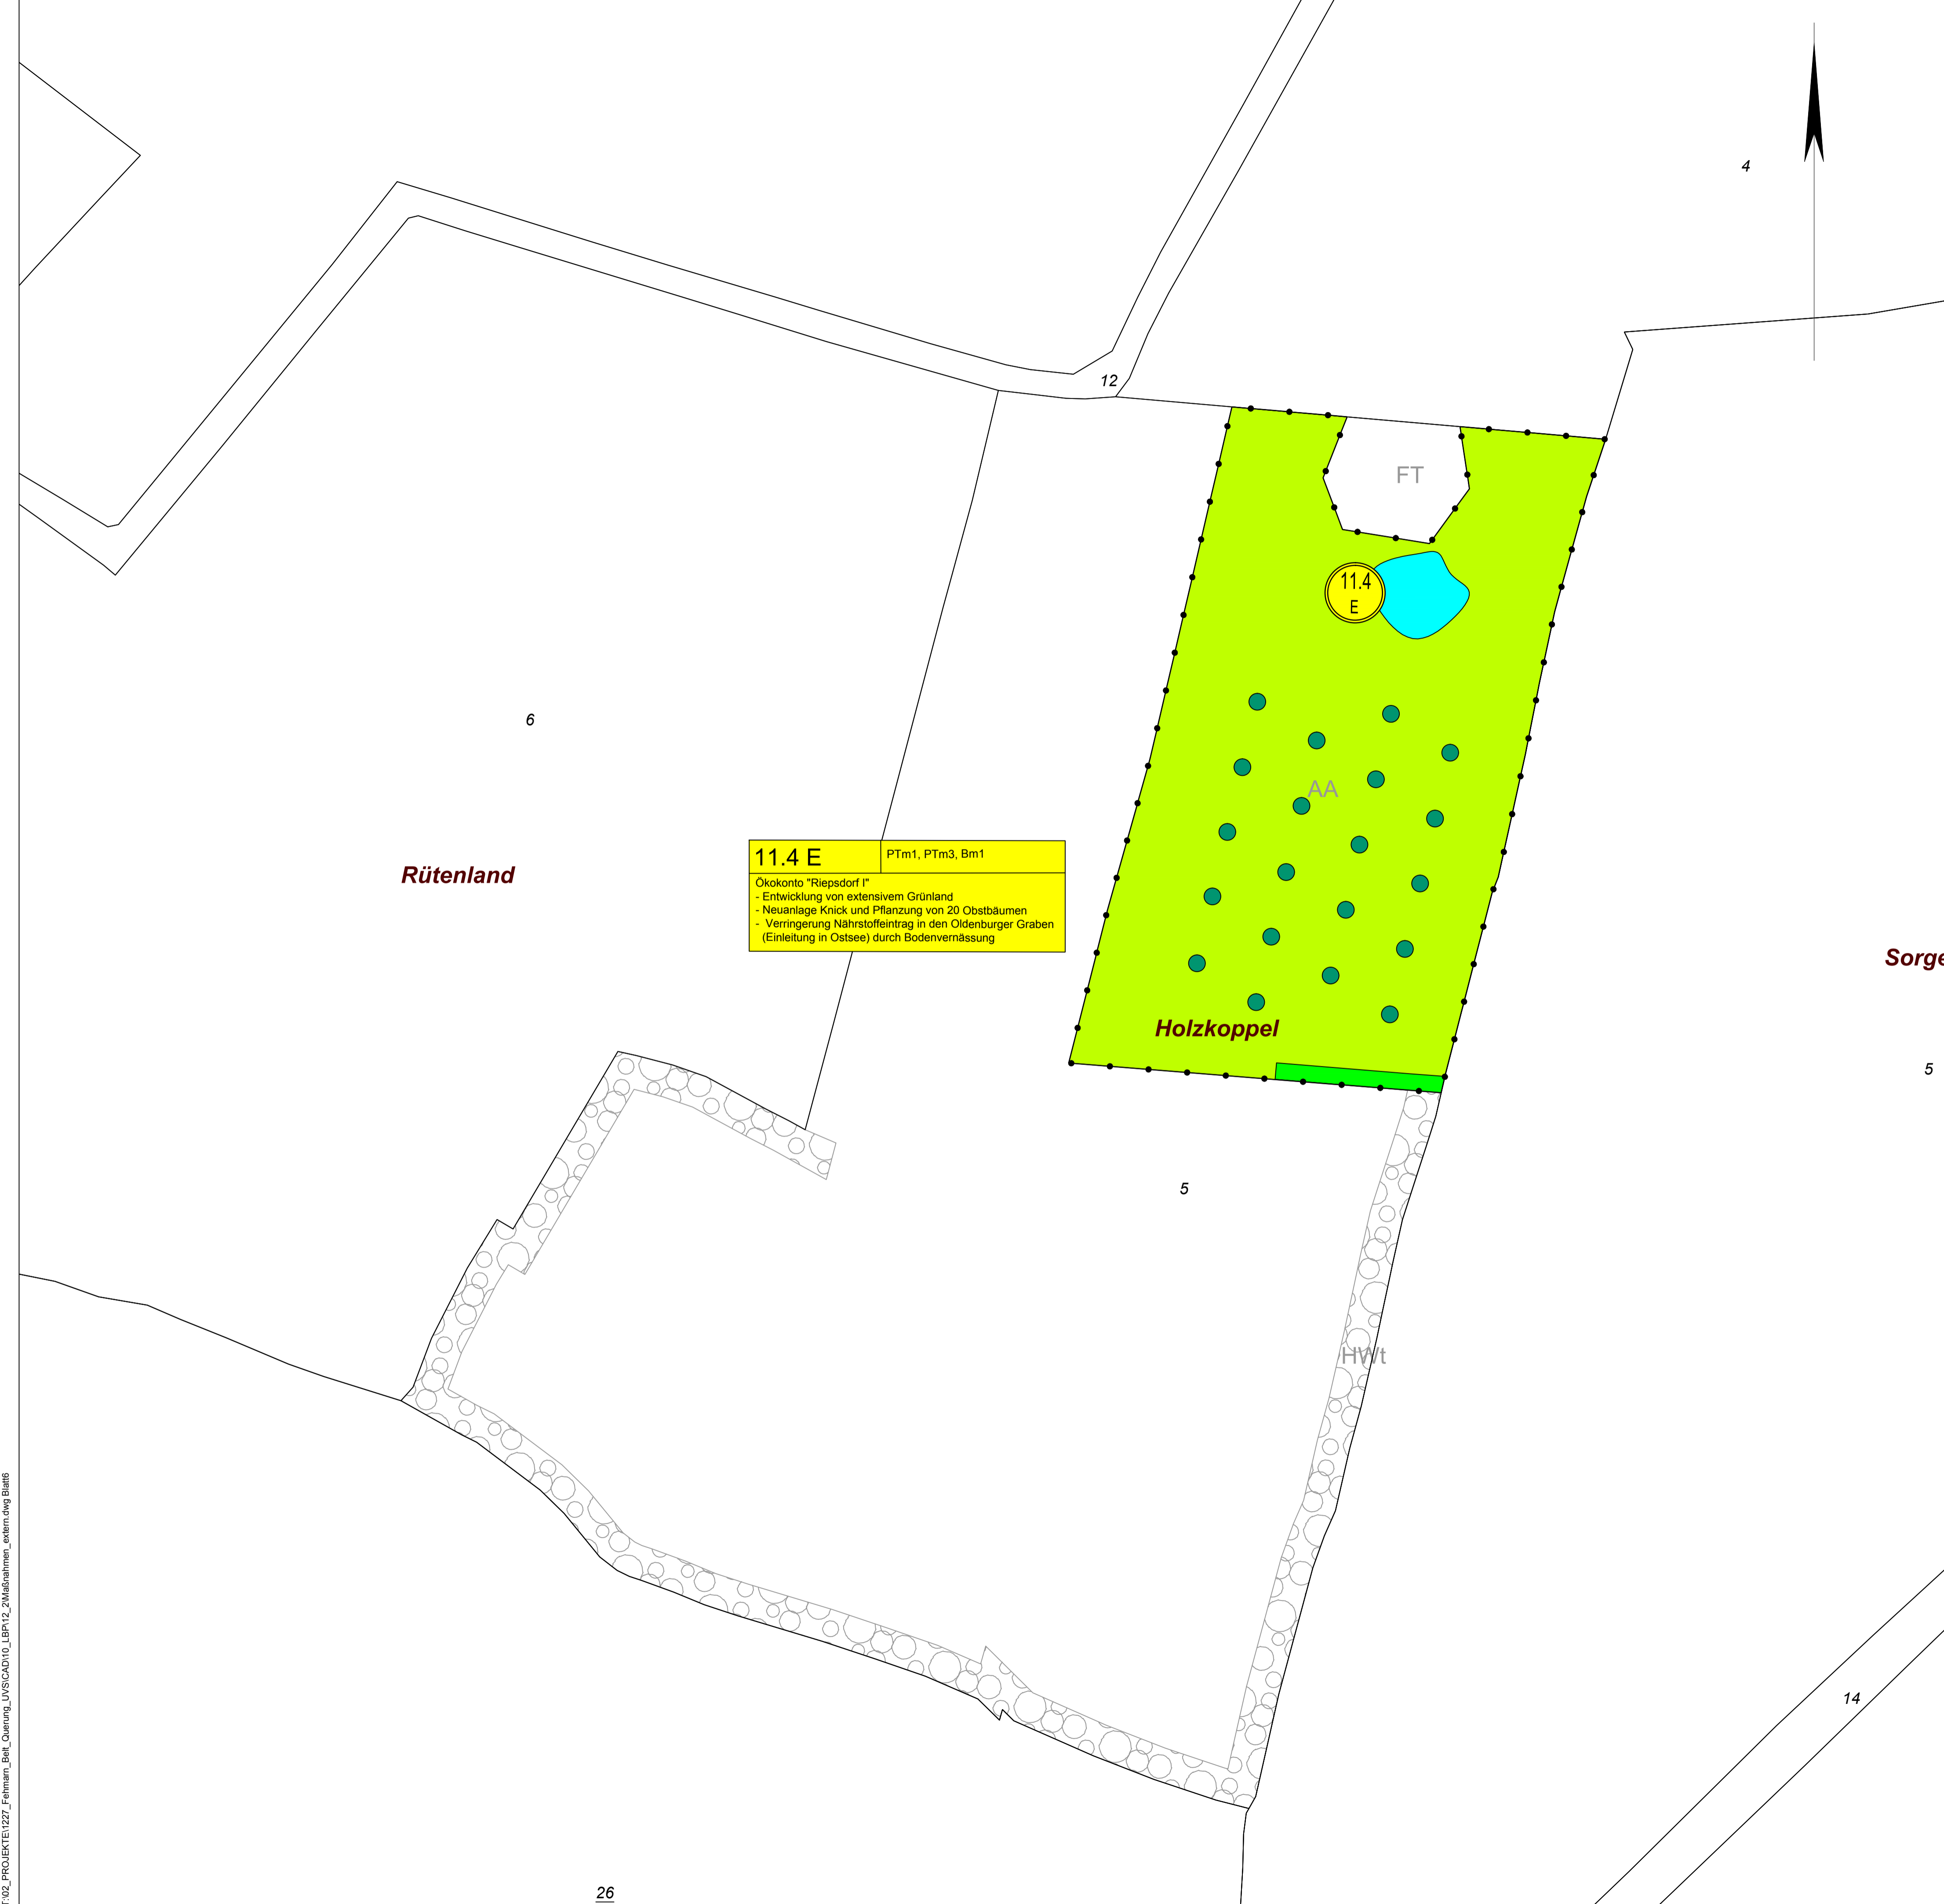 4
12
FT
11.4
E
6
AA
Rütenland
11.4 E
PTm1, PTm3, Bm1
Ökokonto "Riepsdorf I"
- Entwicklung von extensivem Grünland
- Neuanlage Knick und Pflanzung von 20 Obstbäumen
- Verringerung Nährstoffeintrag in den Oldenburger Graben
(Einleitung in Ostsee) durch Bodenvernässung
Sorge
Holzkoppel
5
5
HWt
14
26
T:\02_PROJEKTE\1227_Fehmarn_Belt_Querung_UVS\CAD\10_LBP\12_2\Maßnahmen_extern.dwg Blatt6